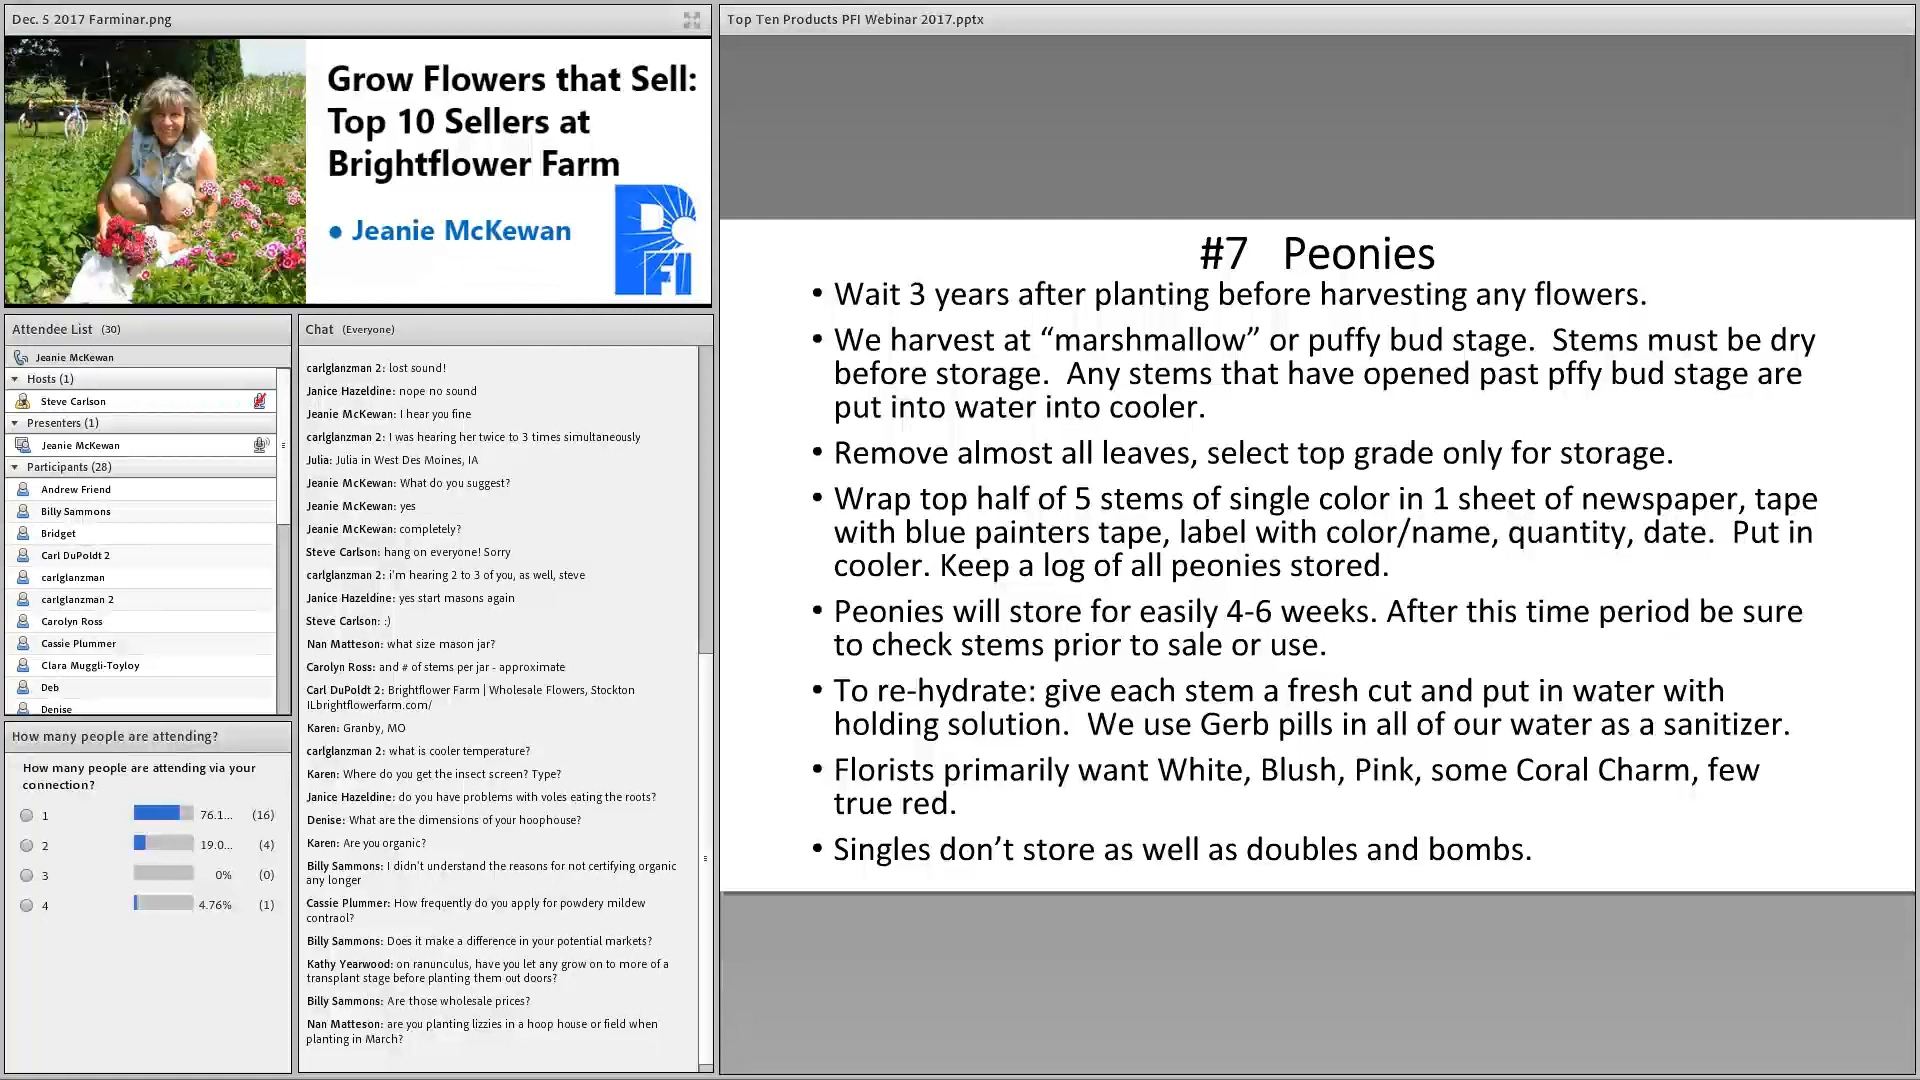 Dec. 5 2017 Farminar.png
Grow Flowers that Sell:
Top 10 Sellers at
Brightflower Farm
• Jeanie McKewan
PFI
Attendee List (30)
Jeanie McKewan
Hosts (1)
Steve Carlson
Presenters (1)
Jeanie McKewan
Participants (28)
Andrew Friend
Billy Sammons
Bridget
Carl DuPoldt 2
carlglanzman
carlglanzman 2
Carolyn Ross
Cassie Plummer
Clara Muggli-Toyloy
Deb
Denise
How many people are attending?
How many people are attending via your
connection?
1 76.1... (16)
2 19.0... (4)
3 0% (0)
4 4.76% (1)
Chat (Everyone)
carlglanzman 2: lost sound!
Janice Hazeldine: nope no sound
Jeanie McKewan: I hear you fine
carlglanzman 2: I was hearing her twice to 3 times simultaneously
Julia: Julia in West Des Moines, IA
Jeanie McKewan: What do you suggest?
Jeanie McKewan: yes
Jeanie McKewan: completely?
Steve Carlson: hang on everyone! Sorry
carlglanzman 2: i'm hearing 2 to 3 of you, as well, steve
Janice Hazeldine: yes start masons again
Steve Carlson: :)
Nan Matteson: what size mason jar?
Carolyn Ross: and # of stems per jar - approximate
Carl DuPoldt 2: Brightflower Farm | Wholesale Flowers, Stockton
ILbrightflowerfarm.com/
Karen: Granby, MO
carlglanzman 2: what is cooler temperature?
Karen: Where do you get the insect screen? Type?
Janice Hazeldine: do you have problems with voles eating the roots?
Denise: What are the dimensions of your hoophouse?
Karen: Are you organic?
Billy Sammons: I didn't understand the reasons for not certifying organic
any longer
Cassie Plummer: How frequently do you apply for powdery mildew
contraol?
Billy Sammons: Does it make a difference in your potential markets?
Kathy Yearwood: on ranunculus, have you let any grow on to more of a
transplant stage before planting them out doors?
Billy Sammons: Are those wholesale prices?
Nan Matteson: are you planting lizzies in a hoop house or field when
planting in March?
Top Ten Products PFI Webinar 2017.pptx
#7 Peonies
• Wait 3 years after planting before harvesting any flowers.
• We harvest at “marshmallow” or puffy bud stage. Stems must be dry
before storage. Any stems that have opened past pffy bud stage are
put into water into cooler.
• Remove almost all leaves, select top grade only for storage.
• Wrap top half of 5 stems of single color in 1 sheet of newspaper, tape
with blue painters tape, label with color/name, quantity, date. Put in
cooler. Keep a log of all peonies stored.
• Peonies will store for easily 4-6 weeks. After this time period be sure
to check stems prior to sale or use.
• To re-hydrate: give each stem a fresh cut and put in water with
holding solution. We use Gerb pills in all of our water as a sanitizer.
• Florists primarily want White, Blush, Pink, some Coral Charm, few
true red.
• Singles don’t store as well as doubles and bombs.